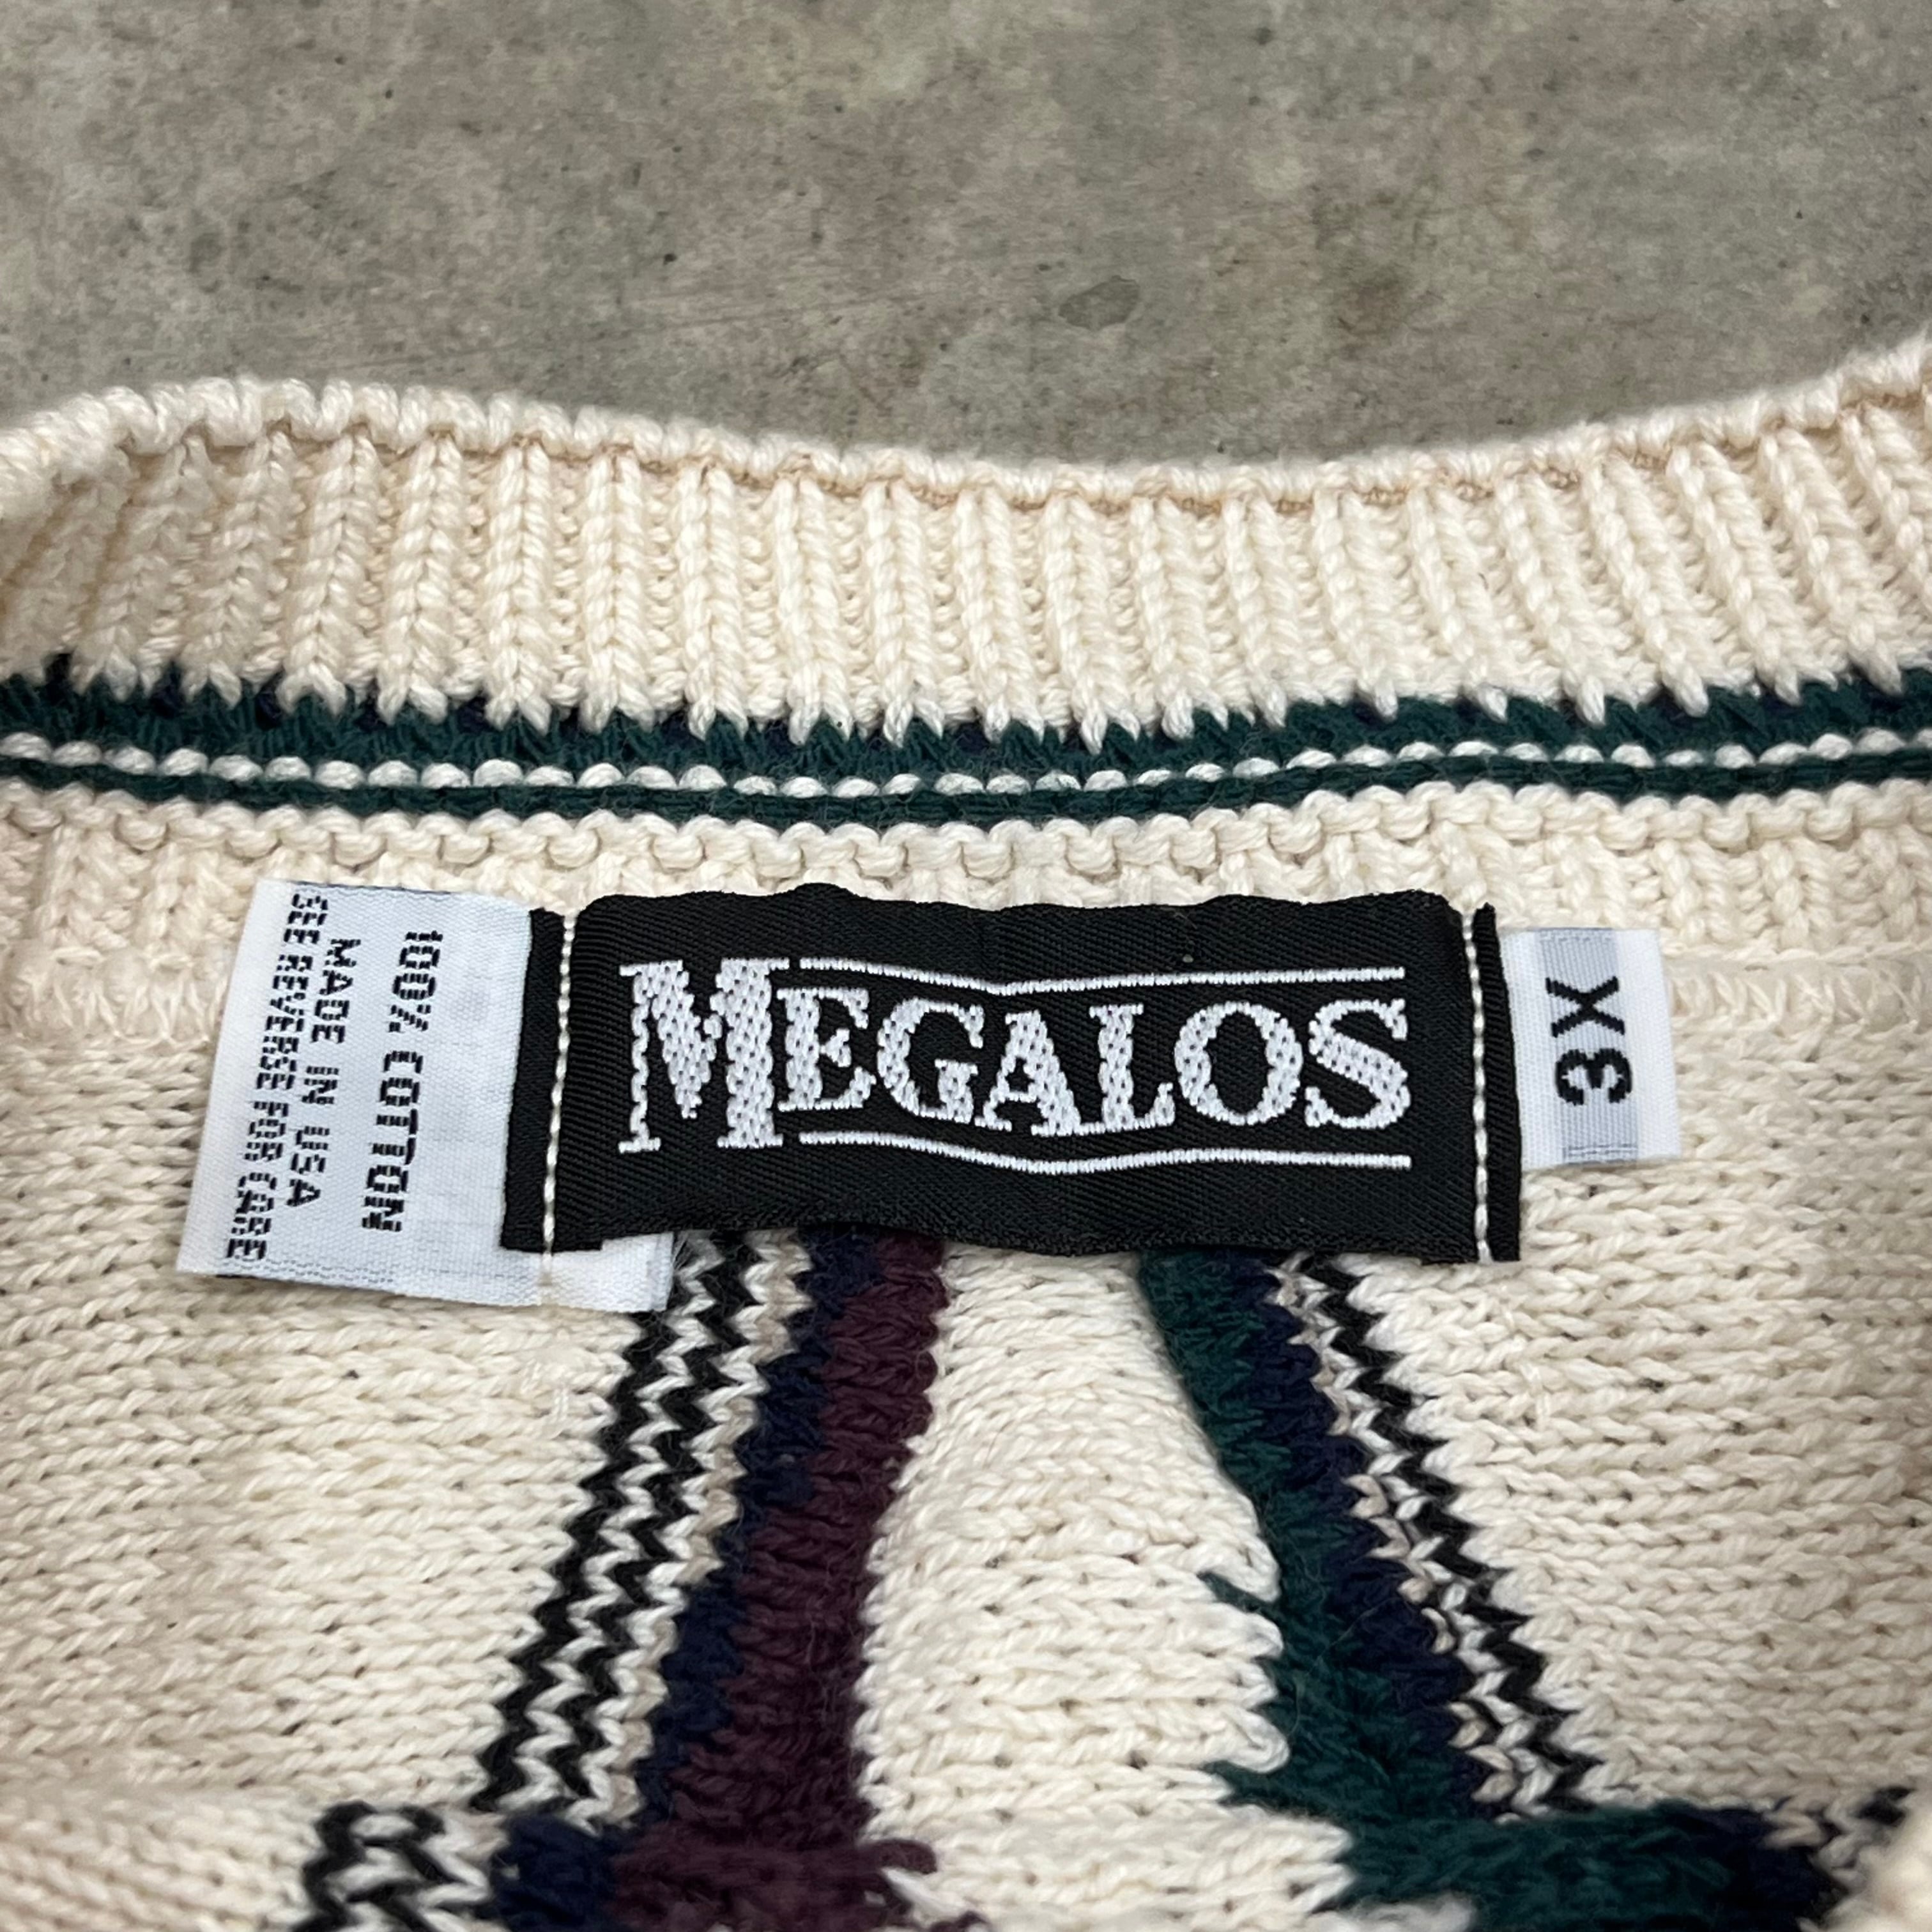 100% COTTON
MADE IN USA
SEE REVERSE FOR CARE
MEGALOS
3X